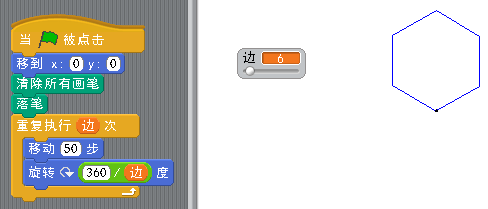 当 被点击
移到 x: 0 y: 0
清除所有画笔
落笔
重复执行 边 次
移动 50 步
旋转 360 / 边 度
边 6